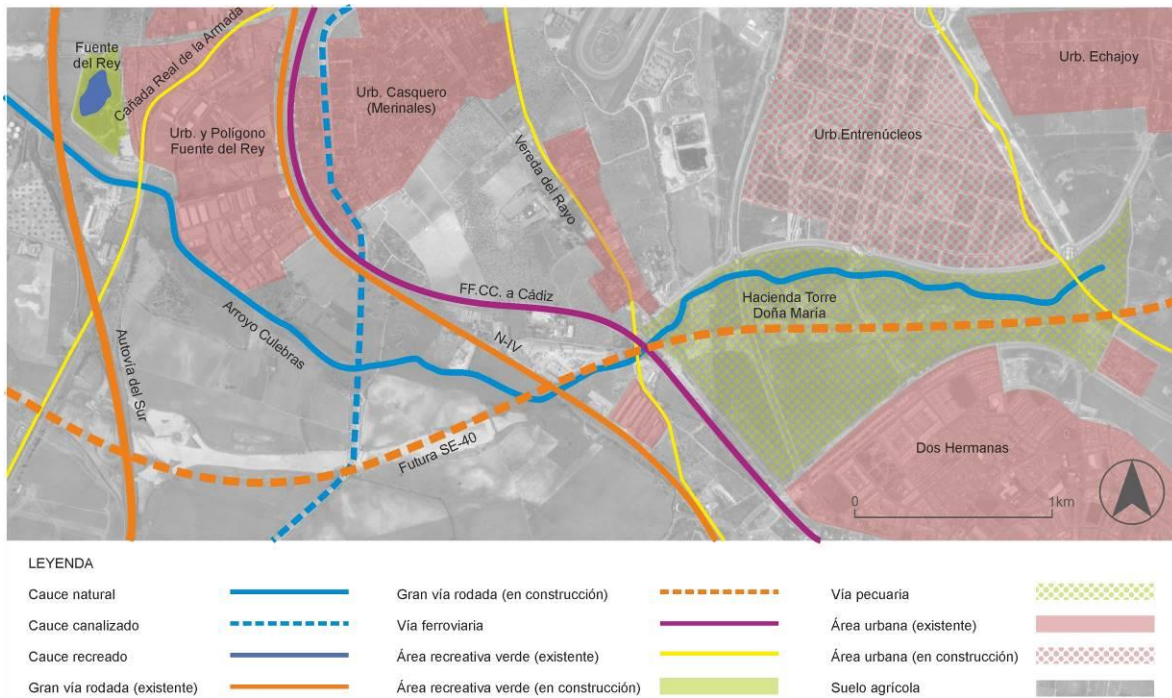 Fuente
del Rey
Cañada Real de la Armada
Urb. y Polígono
Fuente del Rey
Urb. Casquero
(Merinales)
Vereda del Rayo
Urb.Entrenúcleos
Urb. Echajoy
FF.CC. a Cádiz
N-IV
Hacienda Torre
Doña María
Arroyo Culebras
Autovía del Sur
Futura SE-40
Dos Hermanas
0
1km
LEYENDA
Cauce natural
Cauce canalizado
Cauce recreado
Gran vía rodada (existente)
Gran vía rodada (en construcción)
Vía ferroviaria
Área recreativa verde (existente)
Área recreativa verde (en construcción)
Vía pecuaria
Área urbana (existente)
Área urbana (en construcción)
Suelo agrícola